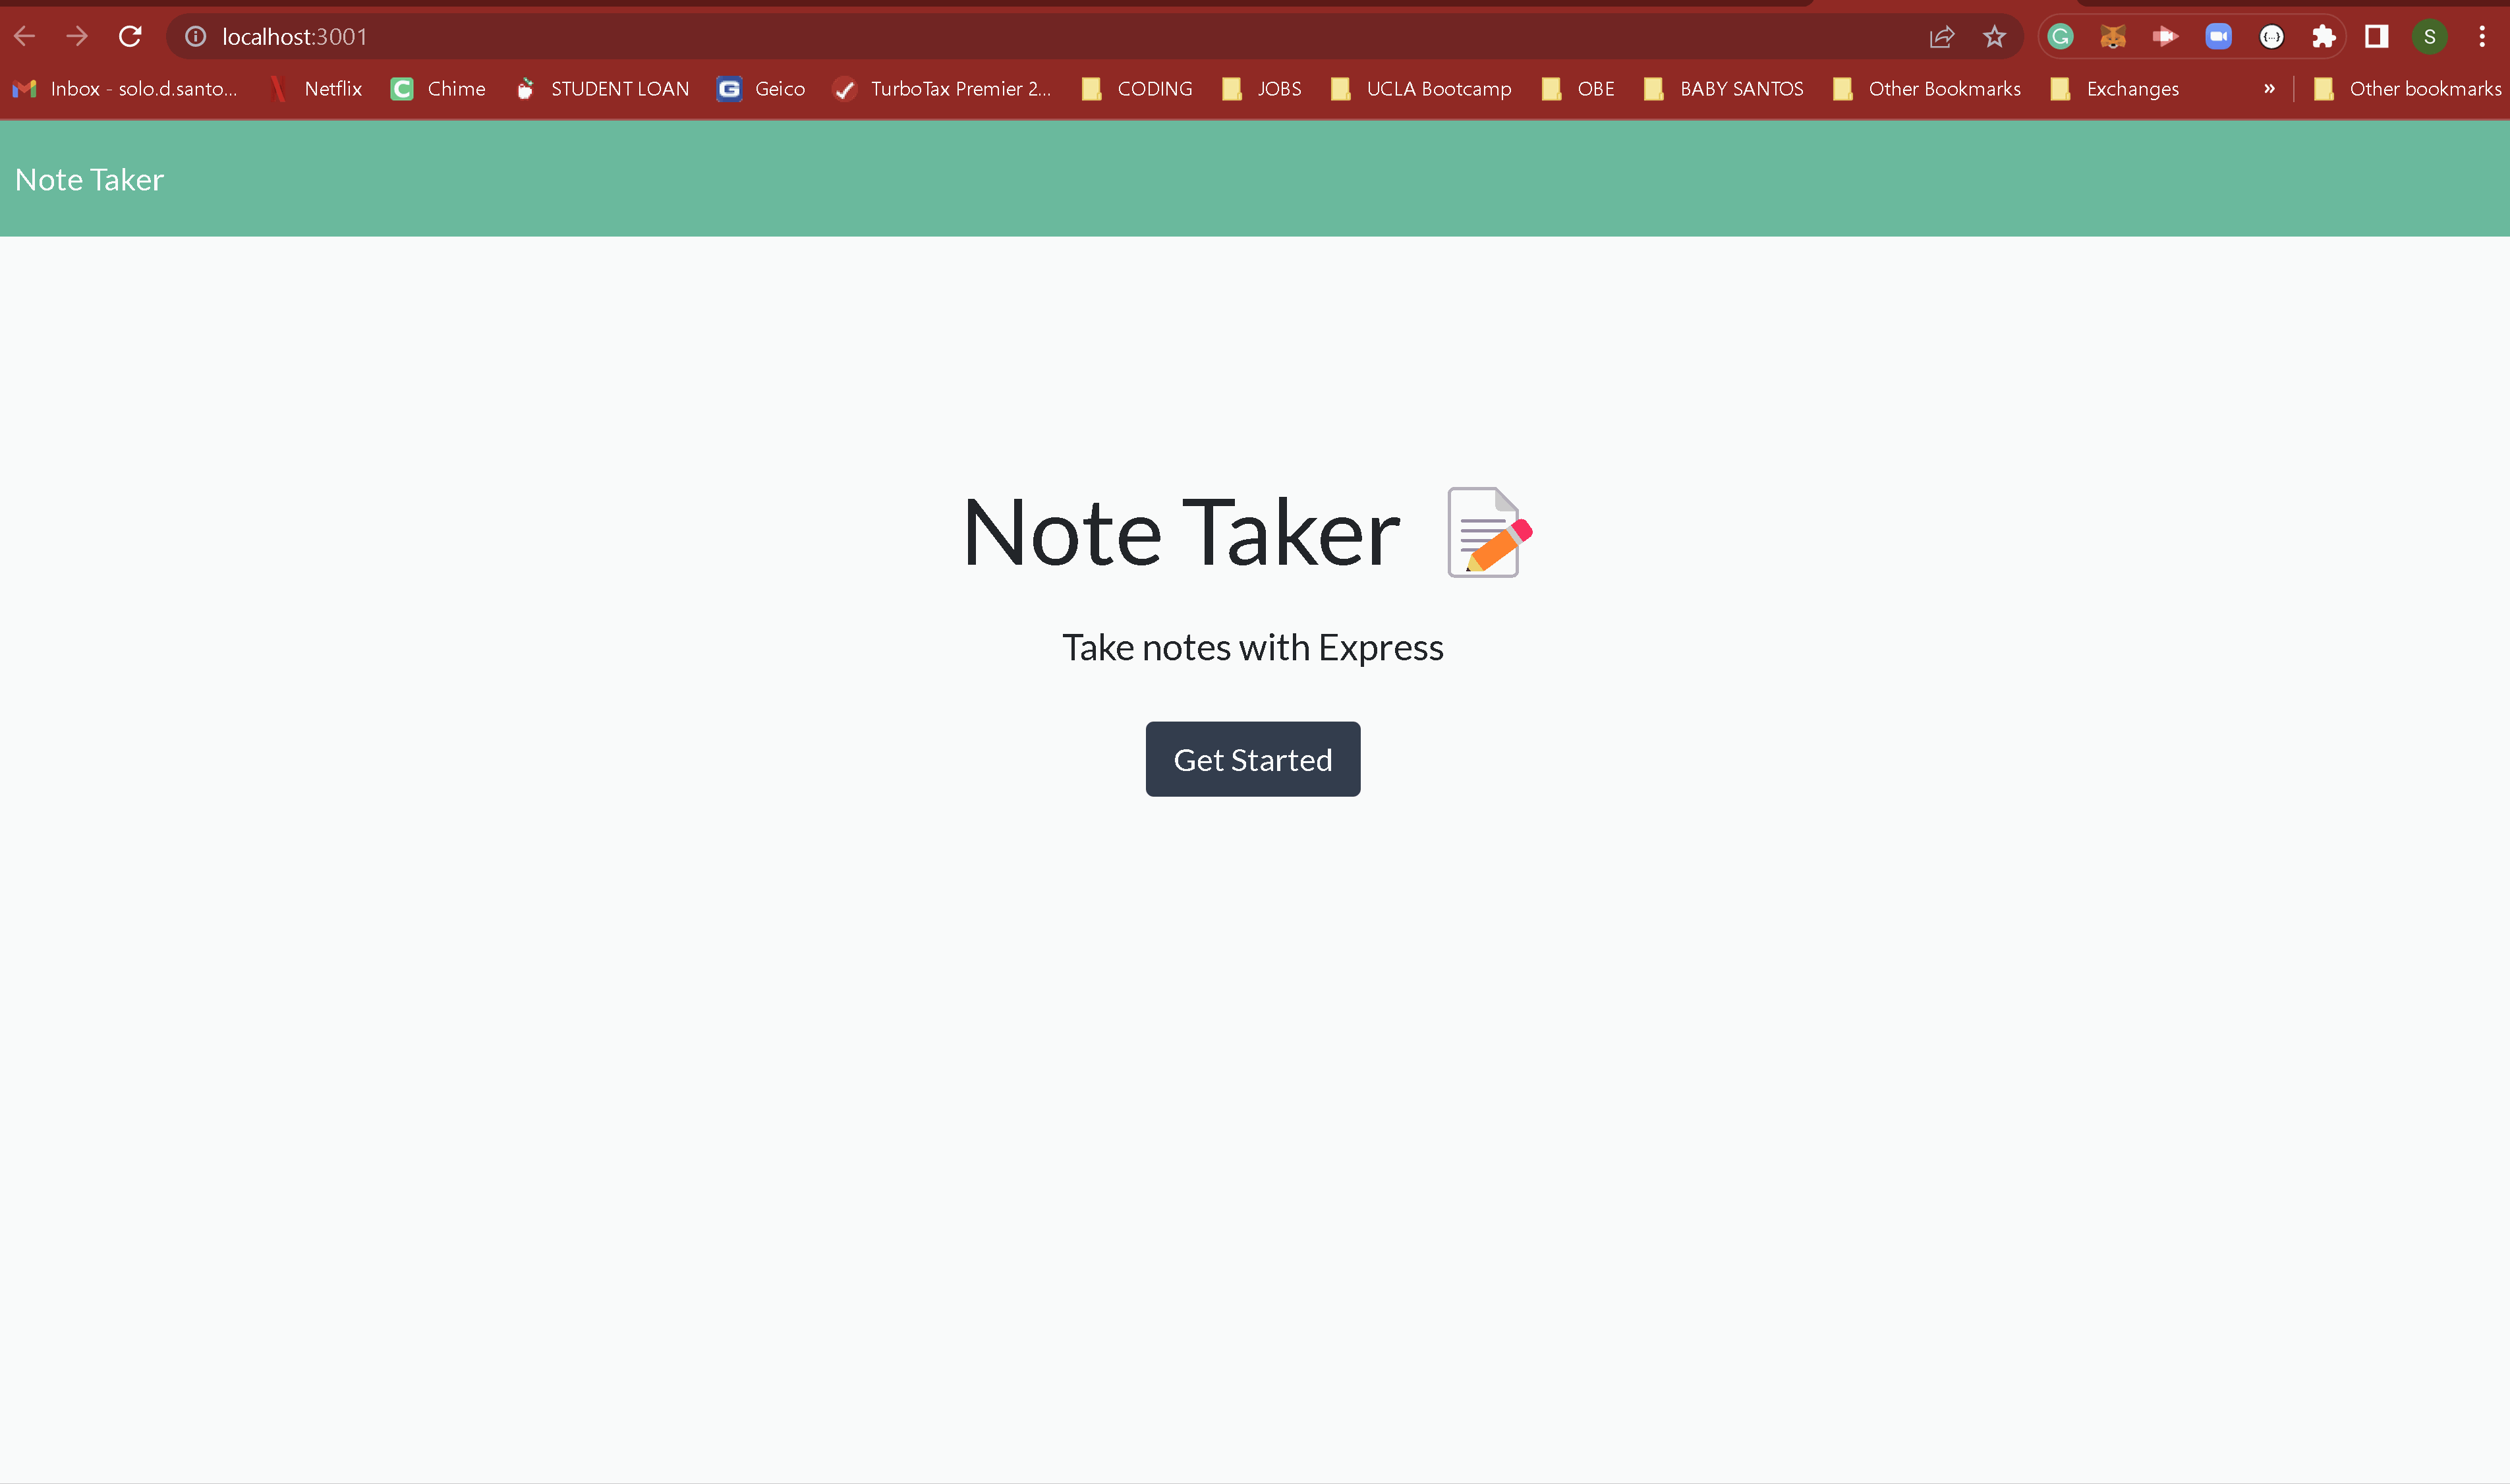 localhost:3001
Inbox - solo.d.santo... Netflix Chime STUDENT LOAN Geico TurboTax Premier 2... CODING JOBS UCLA Bootcamp OBE BABY SANTOS Other Bookmarks Exchanges » Other bookmarks
Note Taker
Note Taker
Take notes with Express
Get Started